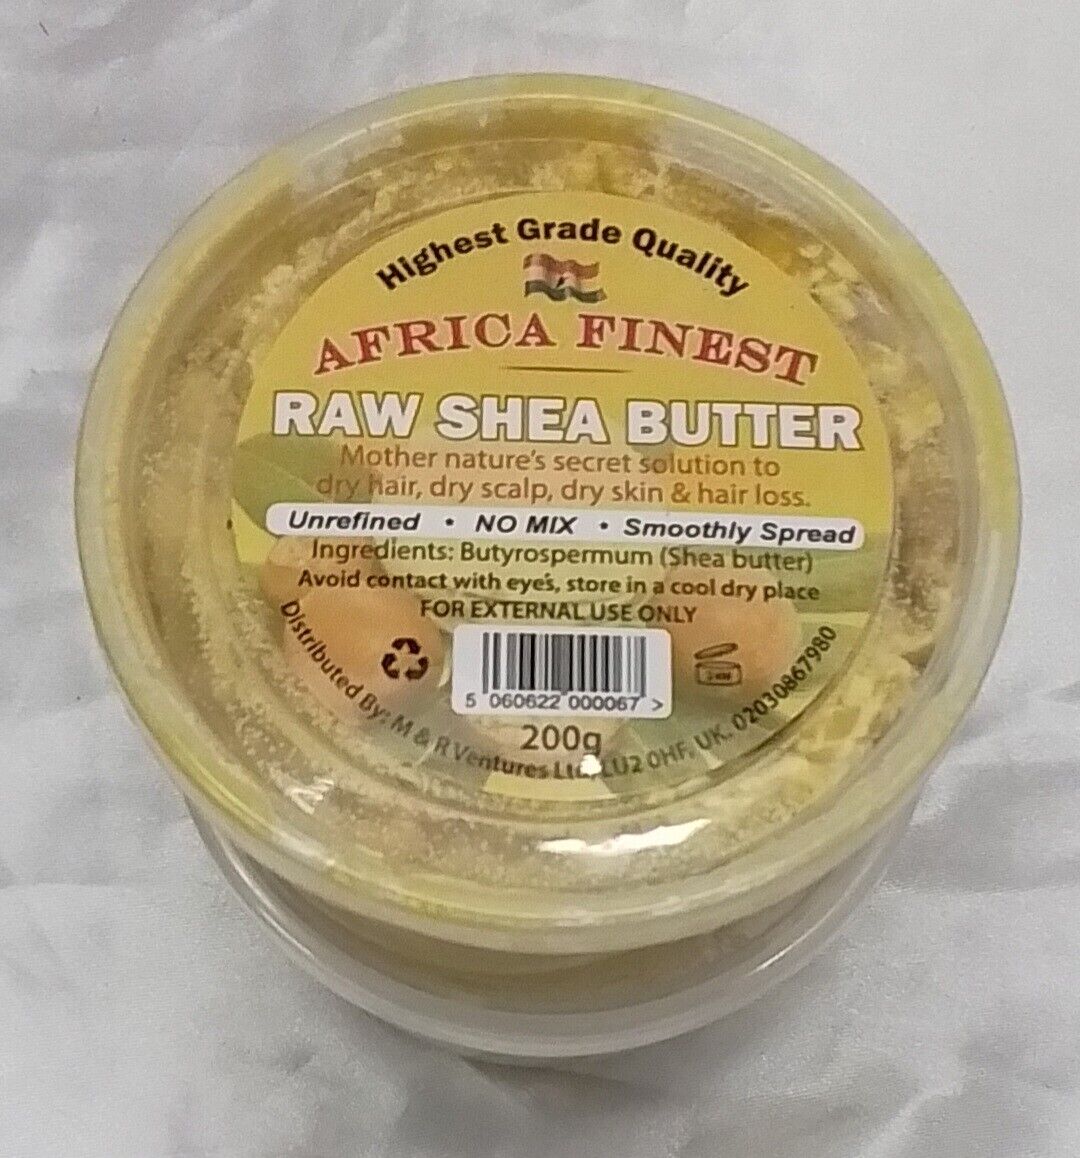 Highest Grade Quality
AFRICA FINEST
RAW SHEA BUTTER
Mother nature's secret solution to
dry hair, dry scalp, dry skin & hair loss.
Unrefined • NO MIX • Smoothly Spread
Ingredients: Butyrospermum (Shea butter)
Avoid contact with eye's, store in a cool dry place
FOR EXTERNAL USE ONLY
5 060622 000067 >
200g
Distributed By: M & R Ventures Ltd, LU2 0HF, UK. 02030867980